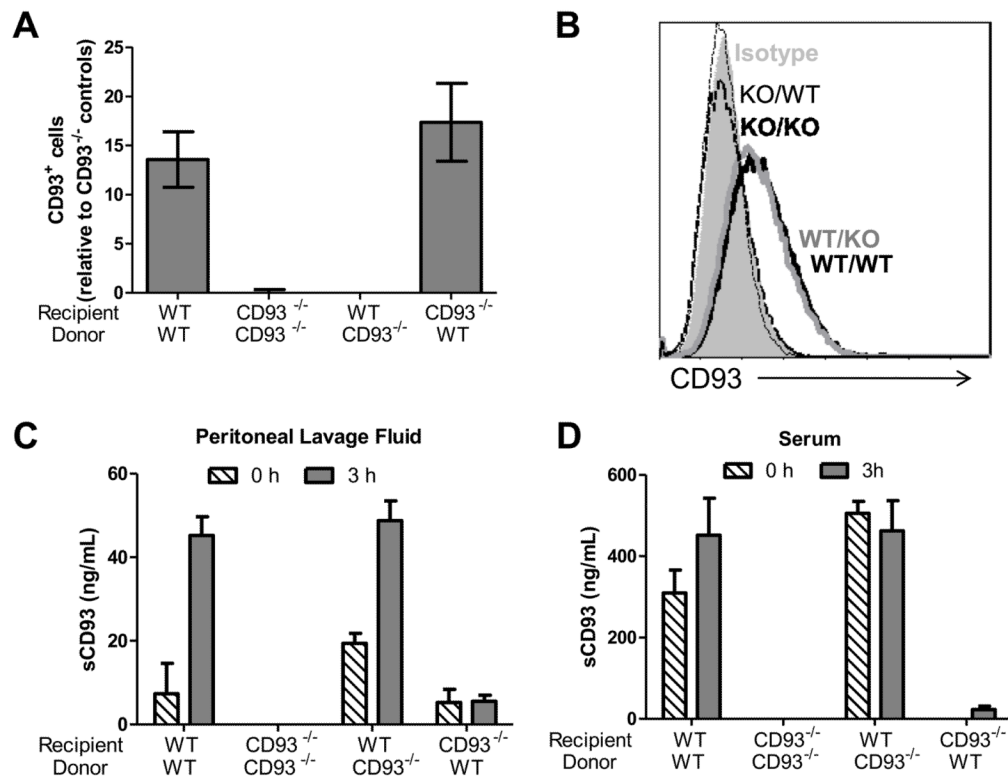 A
CD93+ cells
(relative to CD93-/- controls)
25
20
15
10
5
0
Recipient WT CD93 -/- WT CD93 -/-
Donor WT CD93 -/- CD93-/- WT
B
Isotype
KO/WT
KO/KO
WT/KO
WT/WT
CD93
C
Peritoneal Lavage Fluid
0 h 3 h
sCD93 (ng/mL)
60
40
20
0
Recipient WT CD93 -/- WT CD93 -/-
Donor WT CD93 -/- CD93 -/- WT
D
Serum
0 h 3h
sCD93 (ng/mL)
600
400
200
0
Recipient WT CD93-/- WT CD93-/-
Donor WT CD93-/- CD93-/- WT